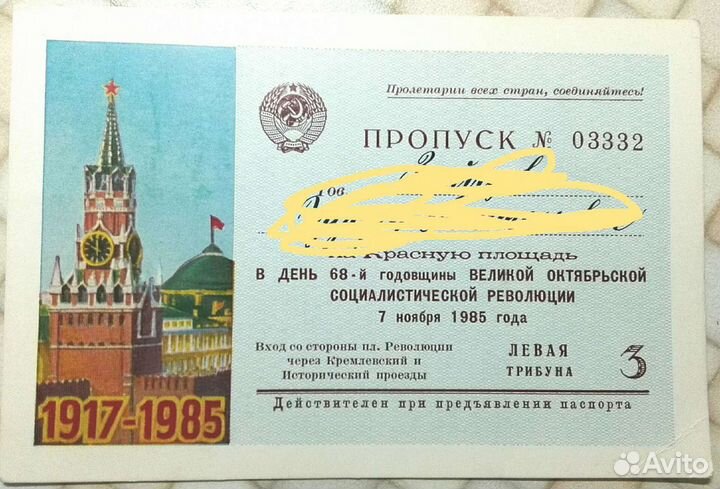 Пролетарии всех стран, соединяйтесь!
ПРОПУСК № 03332
Тов.
на Красную площадь
В ДЕНЬ 68-й годовщины ВЕЛИКОЙ ОКТЯБРЬСКОЙ
СОЦИАЛИСТИЧЕСКОЙ РЕВОЛЮЦИИ
7 ноября 1985 года
Вход со стороны пл. Революции
через Кремлевский и
Исторический проезды
ЛЕВАЯ
ТРИБУНА
3
Действителен при предъявлении паспорта
1917-1985
Avito